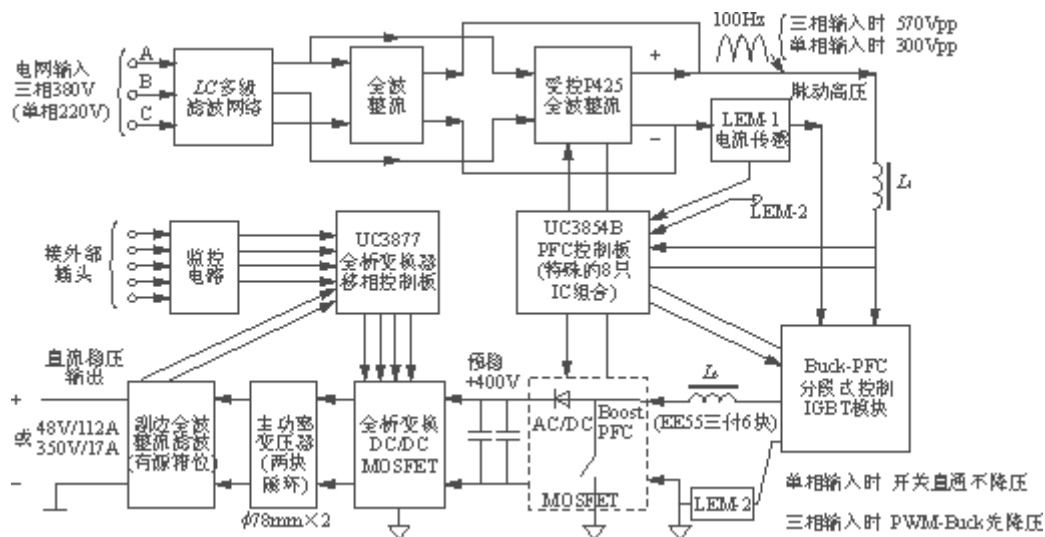 电网输入
三相380V
(单相220V)
A
B
C
LC多级
滤波网络
全波
整流
受控P425
全波整流
+
−
100Hz
三相输入时 570Vpp
单相输入时 300Vpp
脉动高压
LEM-1
电流传感
L₁
LEM-2
接外部
插头
监控
电路
UC3877
全桥变换器
移相控制板
UC3854B
PFC控制板
(特殊的8只
IC组合)
直流稳压
输出
+
或
48V/112A
350V/17A
−
副边全波
整流滤波
(有源箝位)
主功率
变压器
(两块
磁环)
ϕ78mm×2
全桥变换
DC/DC
MOSFET
预稳
+400V
AC/DC
Boost
PFC
MOSFET
(EE55三付6块)
LEM-2
Buck-PFC
分段式控制
IGBT模块
单相输入时 开关直通不降压
三相输入时 PWM-Buck先降压